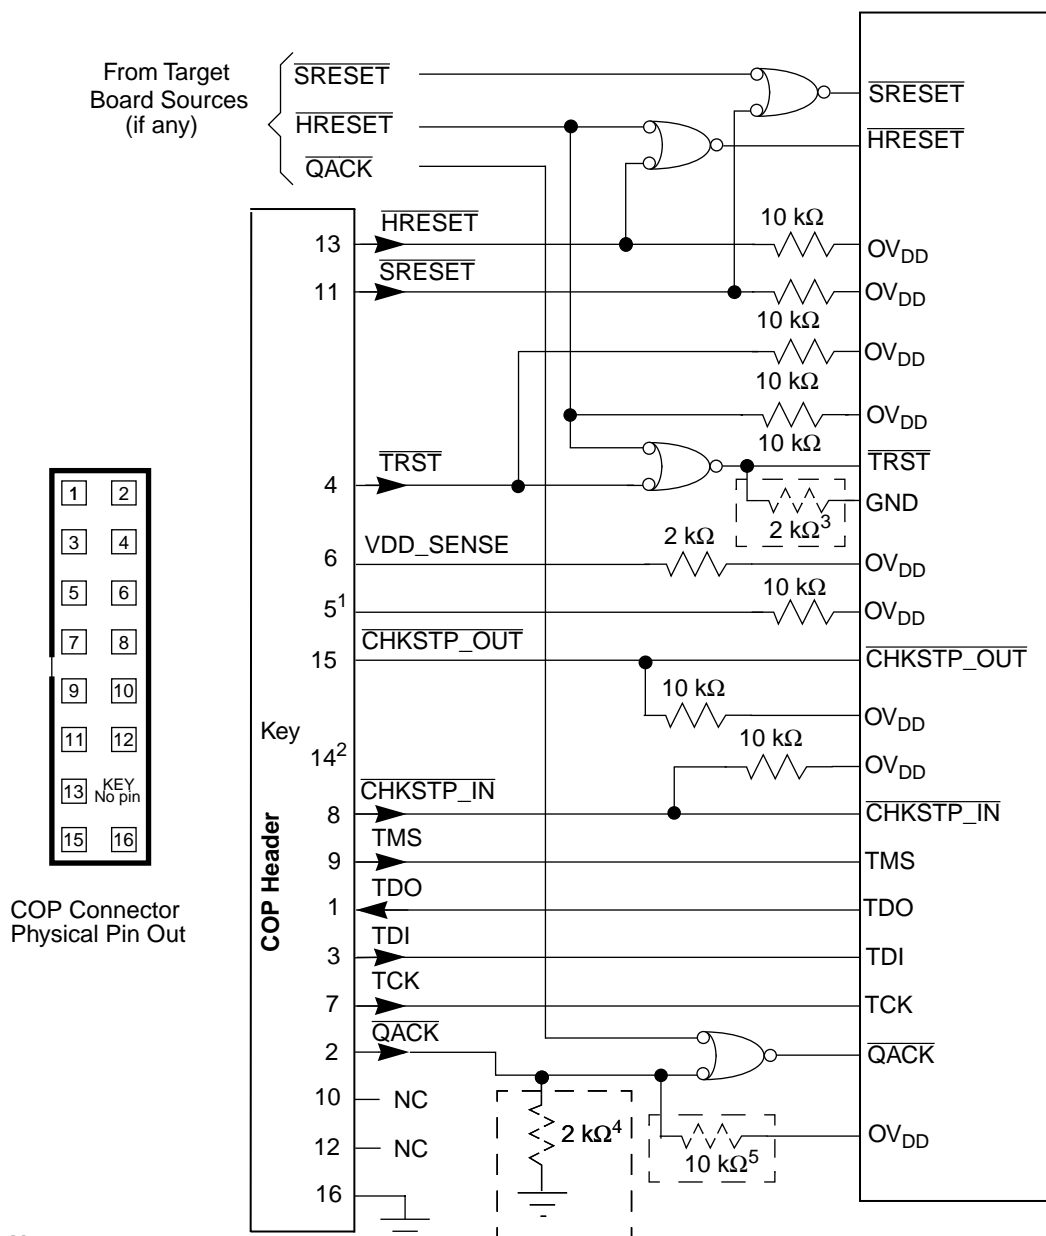 From Target
Board Sources
(if any)
SRESET
HRESET
QACK
SRESET
HRESET
13
HRESET
10 kΩ
OVDD
11
SRESET
10 kΩ
OVDD
OVDD
10 kΩ
OVDD
10 kΩ
4
TRST
TRST
2 kΩ3
GND
6
VDD_SENSE
2 kΩ
OVDD
51
10 kΩ
OVDD
15
CHKSTP_OUT
CHKSTP_OUT
10 kΩ
OVDD
Key
142
10 kΩ
OVDD
8
CHKSTP_IN
CHKSTP_IN
9
TMS
TMS
1
TDO
TDO
3
TDI
TDI
7
TCK
TCK
2
QACK
QACK
10
NC
2 kΩ4
12
NC
10 kΩ5
OVDD
16
COP Header
1 2
3 4
5 6
7 8
9 10
11 12
13 KEY
No pin
15 16
COP Connector
Physical Pin Out